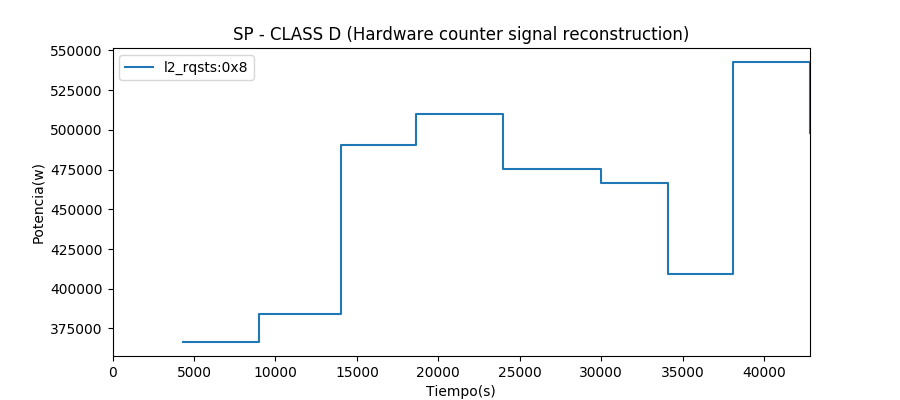 SP - CLASS D (Hardware counter signal reconstruction)
l2_rqsts:0x8
Potencia(w)
550000
525000
500000
475000
450000
425000
400000
375000
0 5000 10000 15000 20000 25000 30000 35000 40000
Tiempo(s)